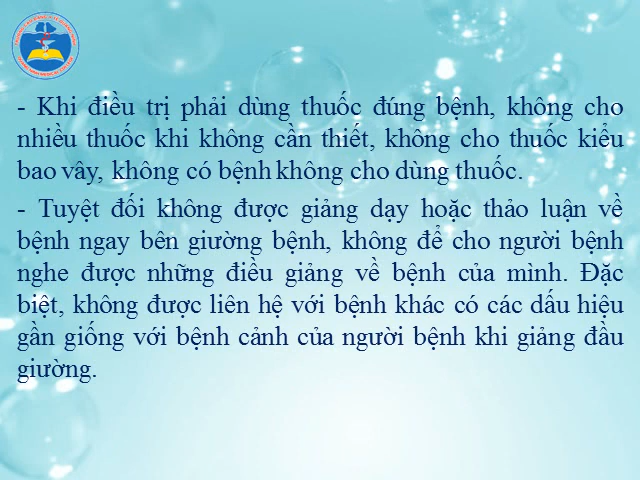 - Khi điều trị phải dùng thuốc đúng bệnh, không cho
nhiều thuốc khi không cần thiết, không cho thuốc kiểu
bao vây, không có bệnh không cho dùng thuốc.
- Tuyệt đối không được giảng dạy hoặc thảo luận về
bệnh ngay bên giường bệnh, không để cho người bệnh
nghe được những điều giảng về bệnh của mình. Đặc
biệt, không được liên hệ với bệnh khác có các dấu hiệu
gần giống với bệnh cảnh của người bệnh khi giảng đầu
giường.